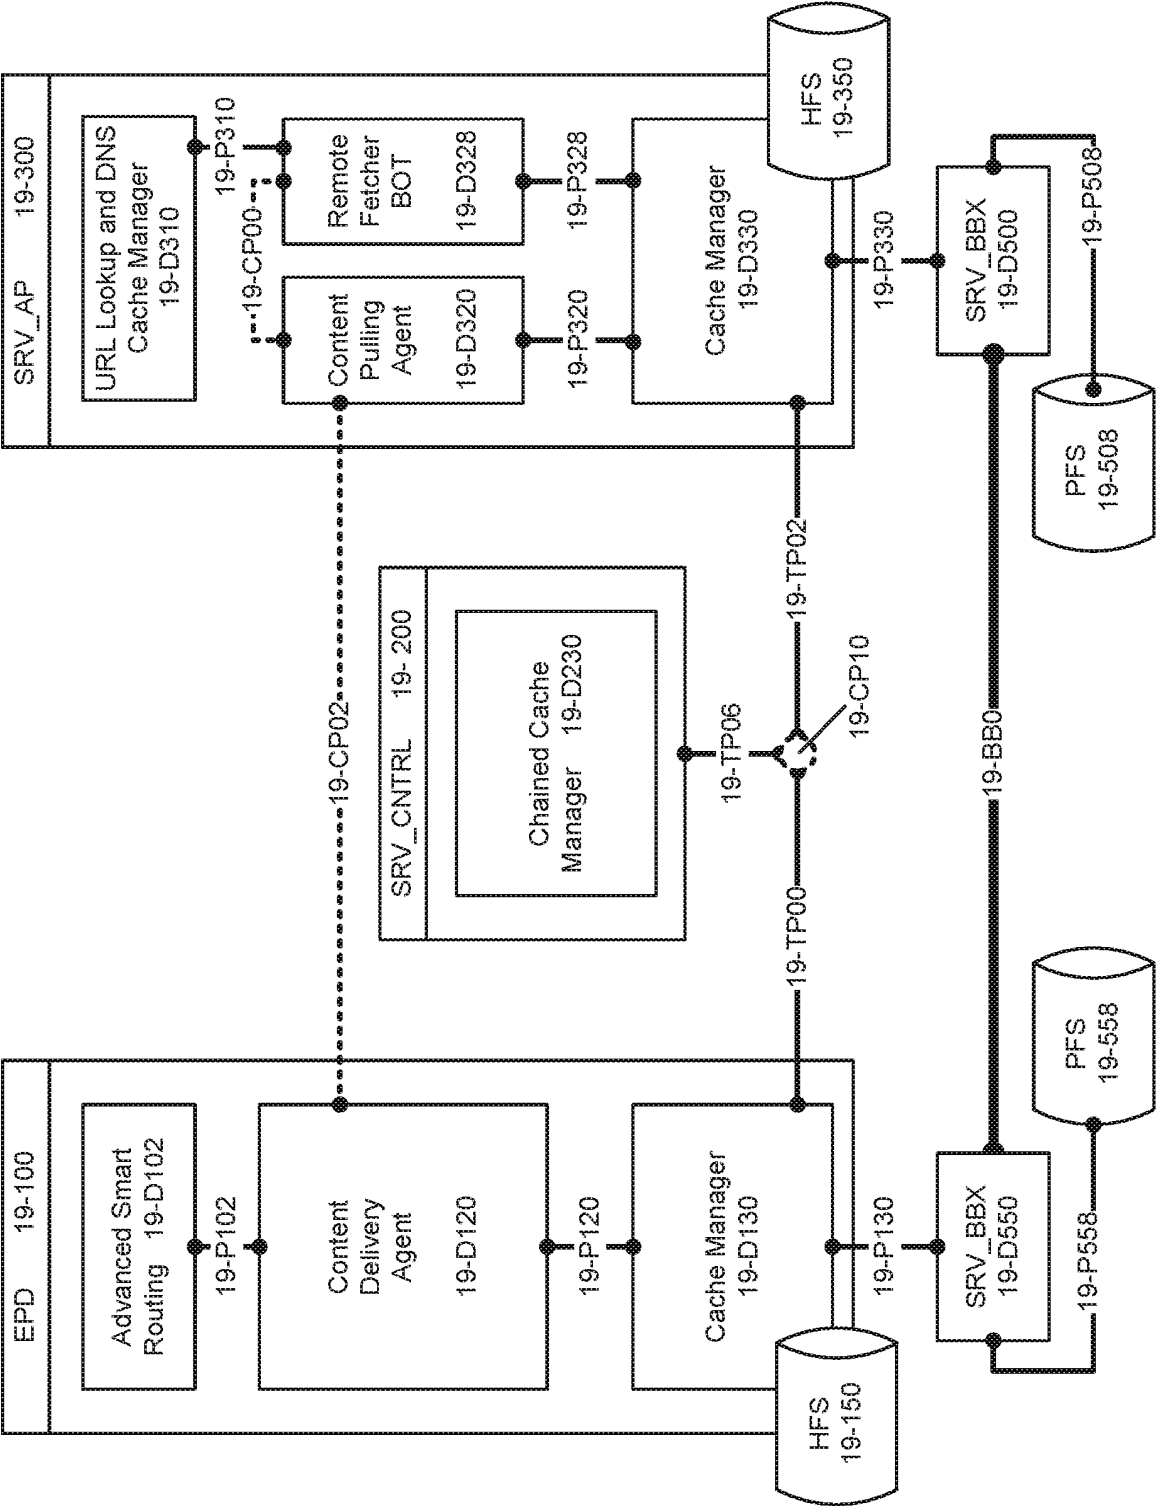 EPD 19-100
Advanced Smart
Routing 19-D102
19-P102
Content
Delivery
Agent
19-D120
19-P120
Cache Manager
19-D130
HFS
19-150
19-P130
SRV_BBX
19-D550
19-P558
PFS
19-558
19-CP02
SRV_CNTRL 19- 200
Chained Cache
Manager 19-D230
19-TP06
19-TP00
19-TP02
19-CP10
19-BB0
SRV_AP 19-300
URL Lookup and DNS
Cache Manager
19-D310
19-P310
19-CP00
Content
Pulling
Agent
19-D320
Remote
Fetcher
BOT
19-D328
19-P320
19-P328
Cache Manager
19-D330
HFS
19-350
19-P330
SRV_BBX
19-D500
19-P508
PFS
19-508